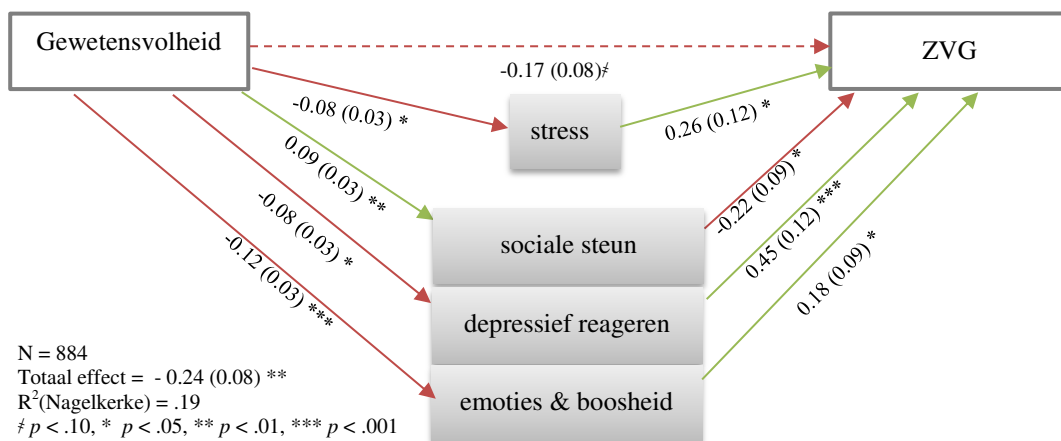 Gewetensvolheid
ZVG
-0.17 (0.08)҂
-0.08 (0.03) *
stress
0.26 (0.12) *
0.09 (0.03) **
-0.22 (0.09) *
-0.08 (0.03) *
sociale steun
0.45 (0.12) ***
-0.12 (0.03) ***
0.18 (0.09) *
depressief reageren
emoties & boosheid
N = 884
Totaal effect = - 0.24 (0.08) **
R²(Nagelkerke) = .19
҂ p < .10, * p < .05, ** p < .01, *** p < .001